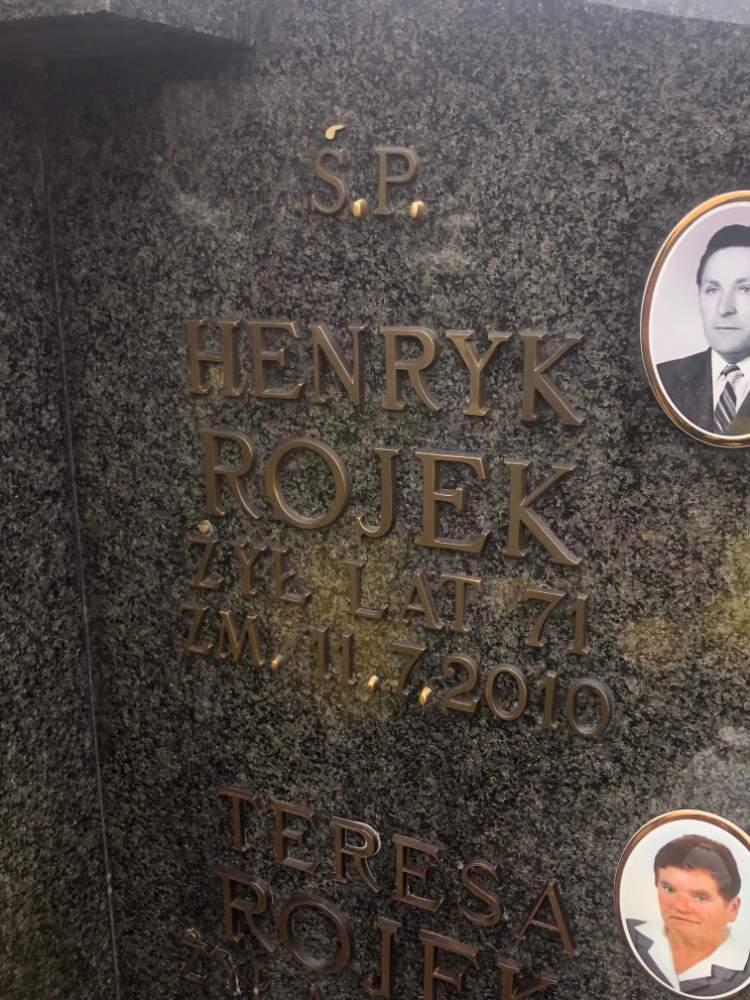 Ś.P.
HENRYK
ROJEK
ŻYŁ LAT 71
ZM. 11.7.2010
TERESA
ROJEK